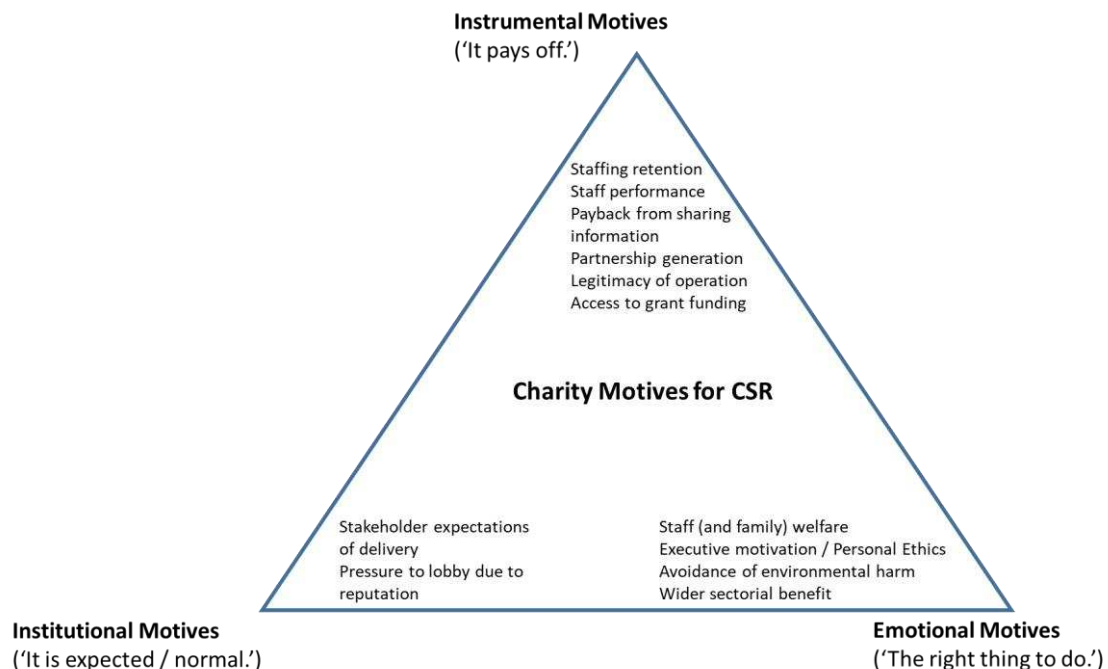 Instrumental Motives
(‘It pays off.’)
Staffing retention
Staff performance
Payback from sharing
information
Partnership generation
Legitimacy of operation
Access to grant funding
Charity Motives for CSR
Stakeholder expectations
of delivery
Pressure to lobby due to
reputation
Staff (and family) welfare
Executive motivation / Personal Ethics
Avoidance of environmental harm
Wider sectorial benefit
Institutional Motives
(‘It is expected / normal.’)
Emotional Motives
(‘The right thing to do.’)